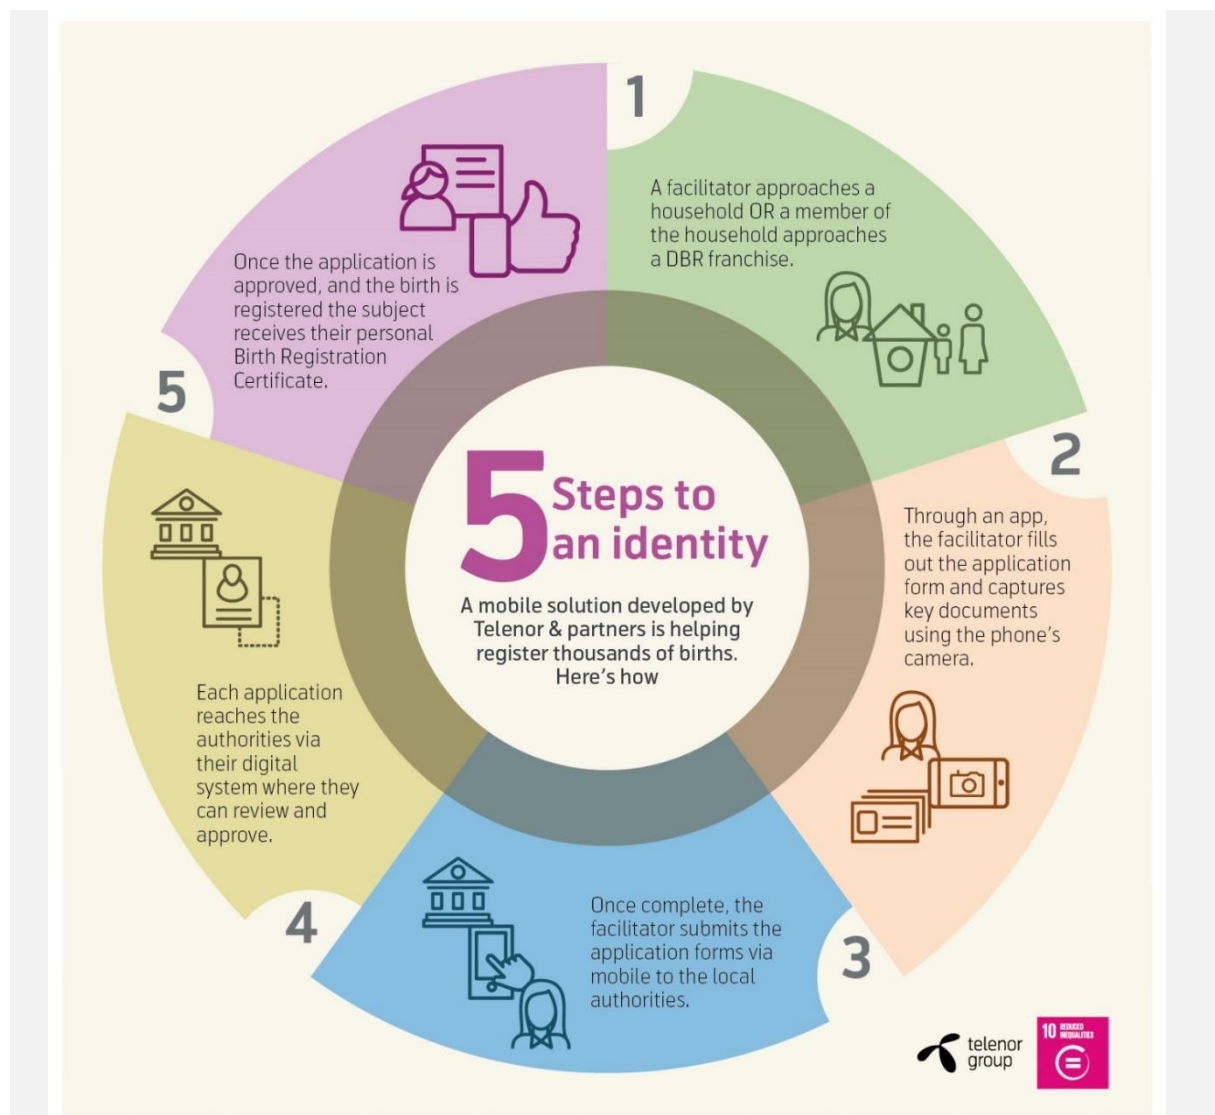 5 Steps to
an identity
A mobile solution developed by
Telenor & partners is helping
register thousands of births.
Here's how
1
A facilitator approaches a
household OR a member of
the household approaches
a DBR franchise.
2
Through an app,
the facilitator fills
out the application
form and captures
key documents
using the phone's
camera.
3
Once complete, the
facilitator submits the
application forms via
mobile to the local
authorities.
4
Each application
reaches the
authorities via
their digital
system where they
can review and
approve.
5
Once the application is
approved, and the birth is
registered the subject
receives their personal
Birth Registration
Certificate.
telenor
group
10 REDUCED
INEQUALITIES